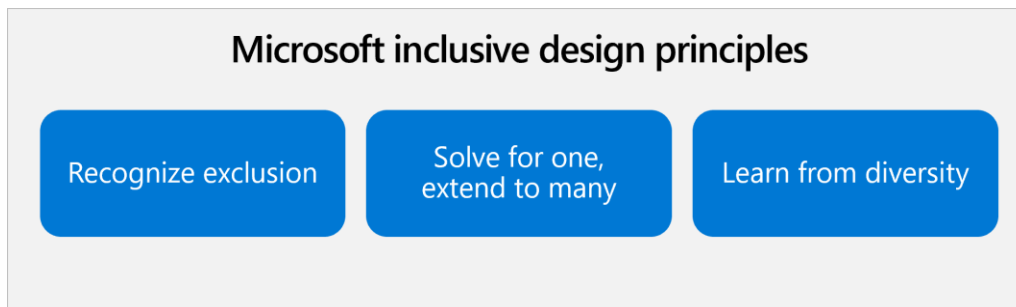 Microsoft inclusive design principles
Recognize exclusion
Solve for one,
extend to many
Learn from diversity